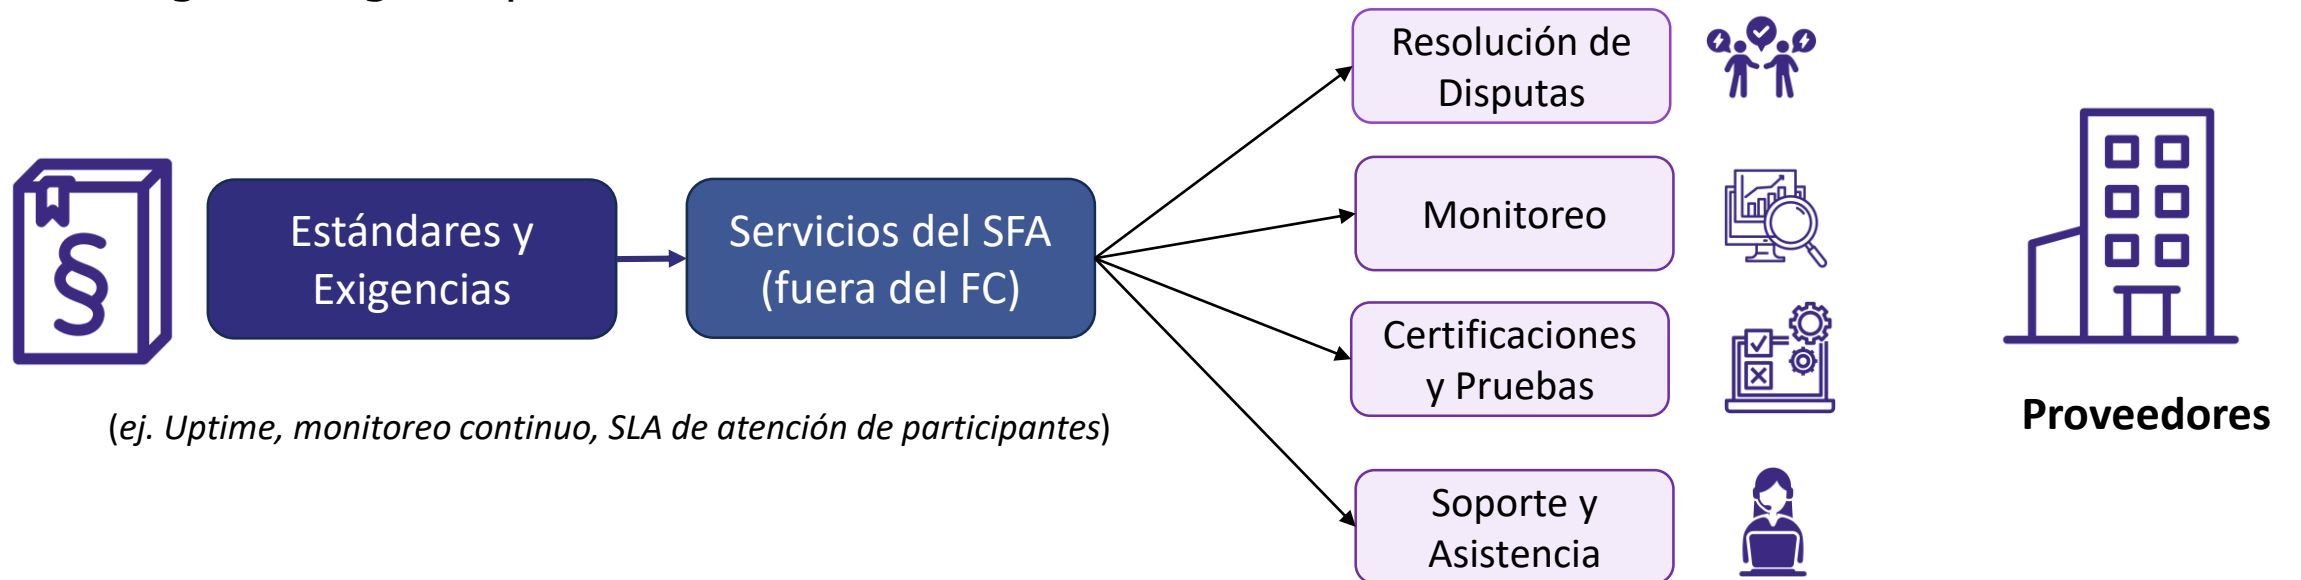 Estándares y
Exigencias
Servicios del SFA
(fuera del FC)
(ej. Uptime, monitoreo continuo, SLA de atención de participantes)
Resolución de
Disputas
Monitoreo
Certificaciones
y Pruebas
Soporte y
Asistencia
Proveedores
§